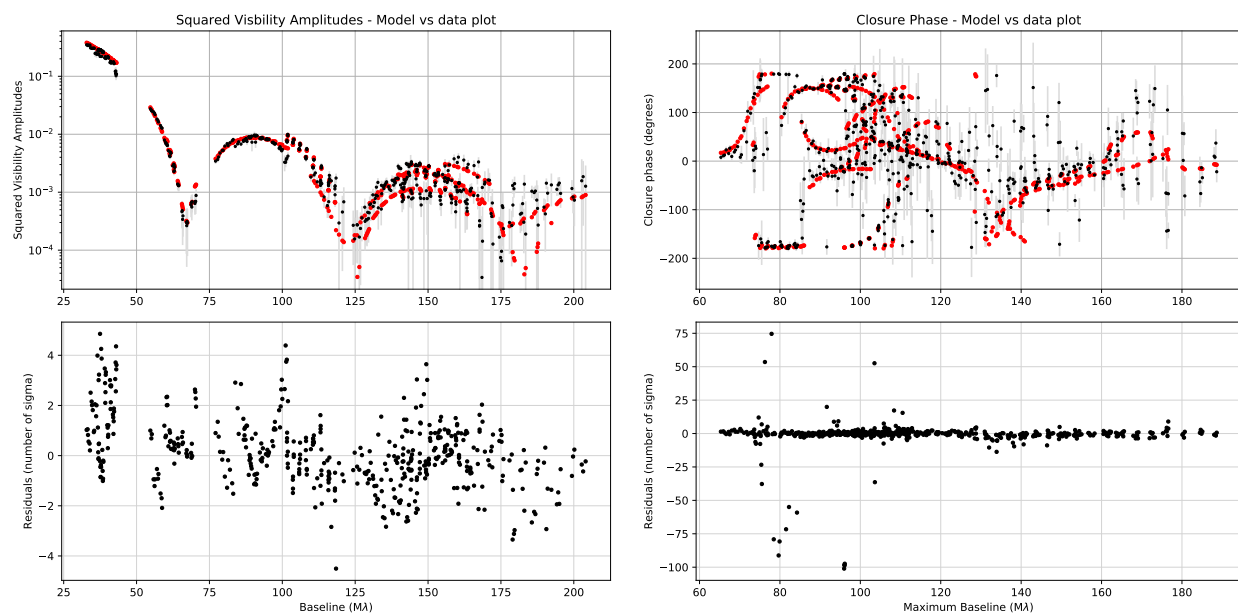 Squared Visbility Amplitudes - Model vs data plot
Squared Visibility Amplitudes
10⁻¹
10⁻²
10⁻³
10⁻⁴
25 50 75 100 125 150 175 200
Closure Phase - Model vs data plot
Closure phase (degrees)
200
100
0
−100
−200
60 80 100 120 140 160 180
Residuals (number of sigma)
4
2
0
−2
−4
25 50 75 100 125 150 175 200
Baseline (Mλ)
Residuals (number of sigma)
75
50
25
0
−25
−50
−75
−100
60 80 100 120 140 160 180
Maximum Baseline (Mλ)